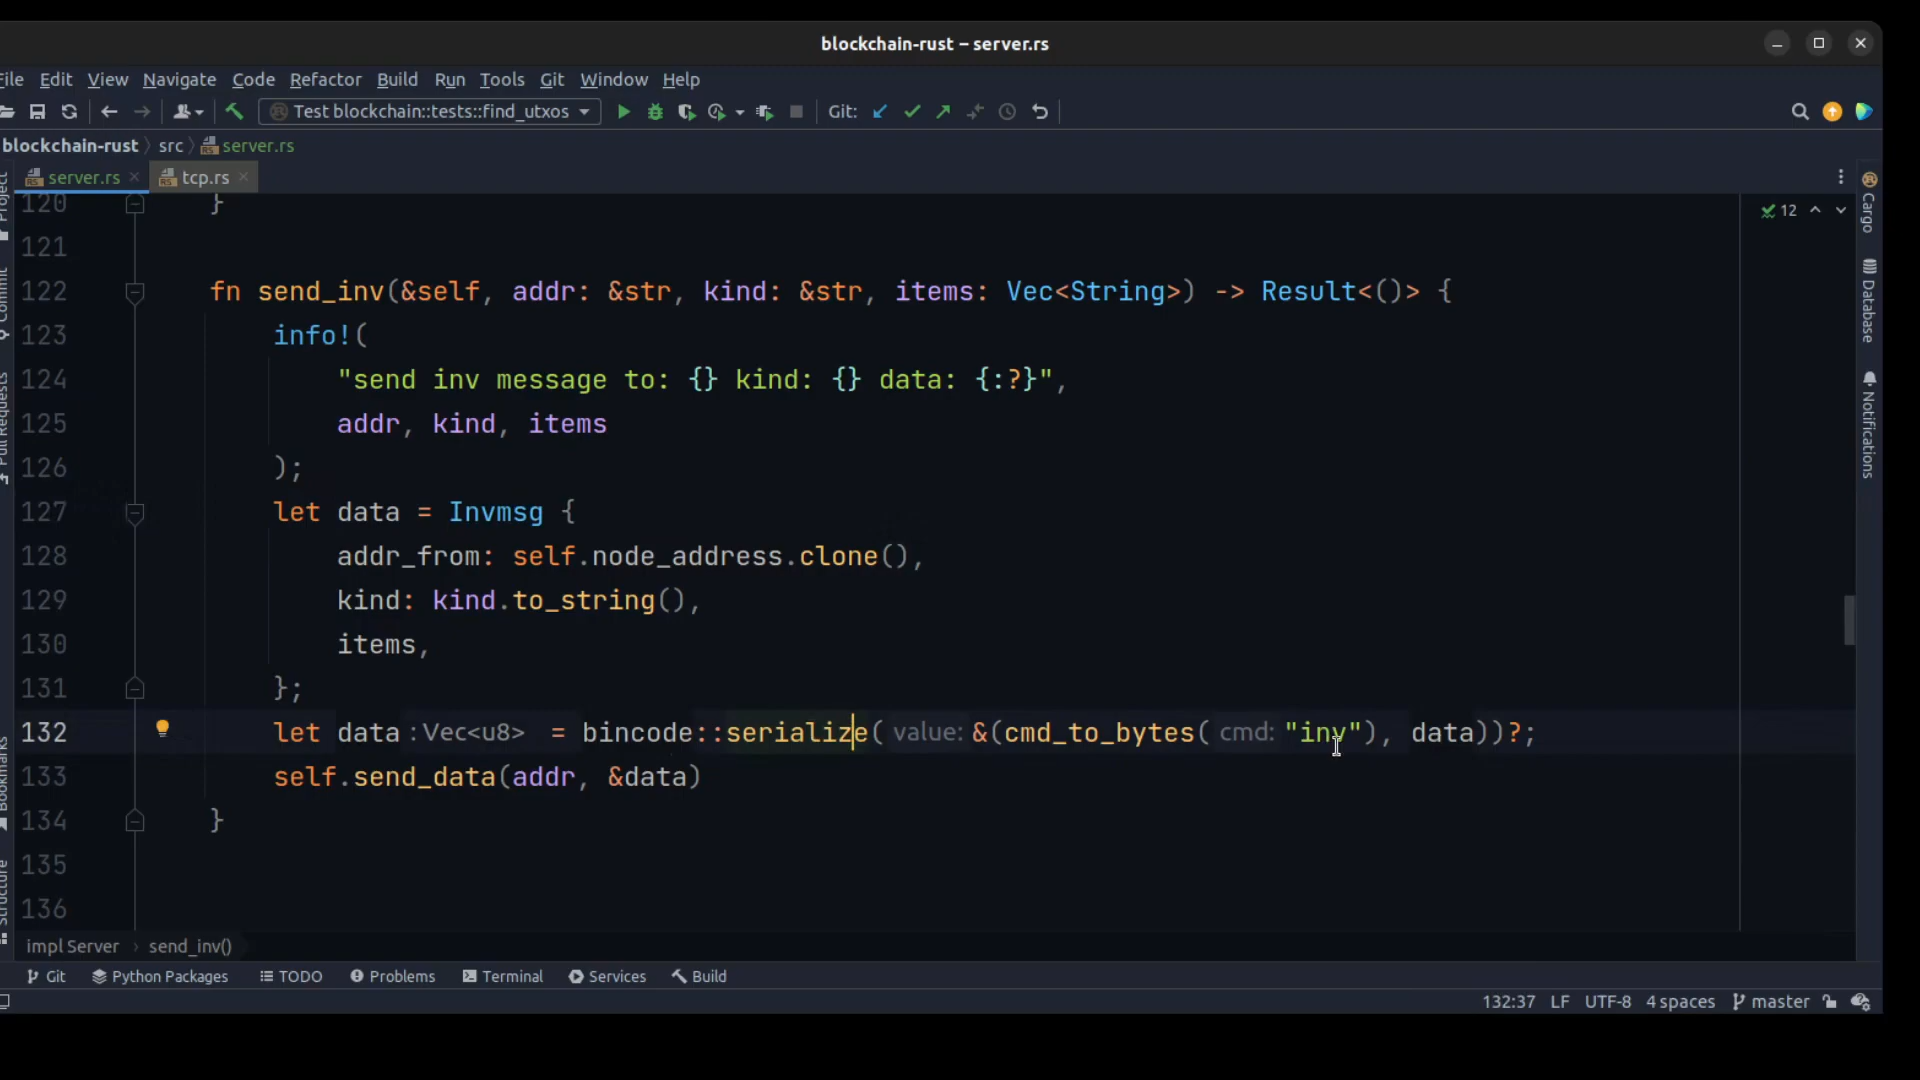 blockchain-rust – server.rs
File Edit View Navigate Code Refactor Build Run Tools Git Window Help
Test blockchain::tests::find_utxos Git:
blockchain-rust src server.rs
server.rs tcp.rs
12
120 }
121
122 fn send_inv(&self, addr: &str, kind: &str, items: Vec<String>) -> Result<()> {
123 info!(
124 "send inv message to: {} kind: {} data: {:?}",
125 addr, kind, items
126 );
127 let data = Invmsg {
128 addr_from: self.node_address.clone(),
129 kind: kind.to_string(),
130 items,
131 };
132 let data : Vec<u8> = bincode::serialize( value: &(cmd_to_bytes( cmd: "inv"), data))?;
133 self.send_data(addr, &data)
134 }
135
136
Project
Commit
Pull Requests
Bookmarks
Structure
Cargo
Database
Notifications
impl Server › send_inv()
Git Python Packages TODO Problems Terminal Services Build
132:37 LF UTF-8 4 spaces master